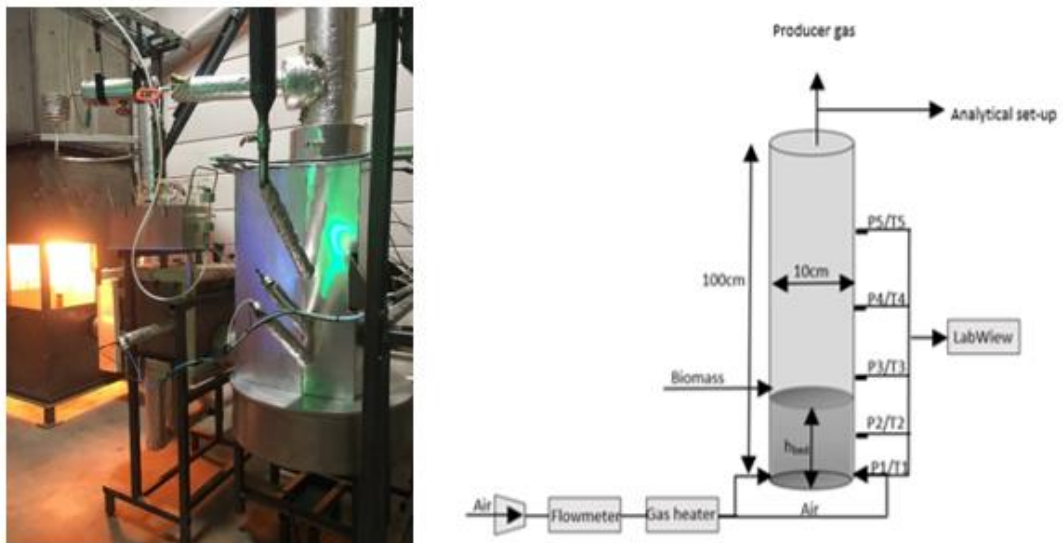 Producer gas
Analytical set-up
P5/T5
10cm
100cm
P4/T4
LabWiew
P3/T3
Biomass
P2/T2
hbed
P1/T1
Air
Flowmeter
Gas heater
Air